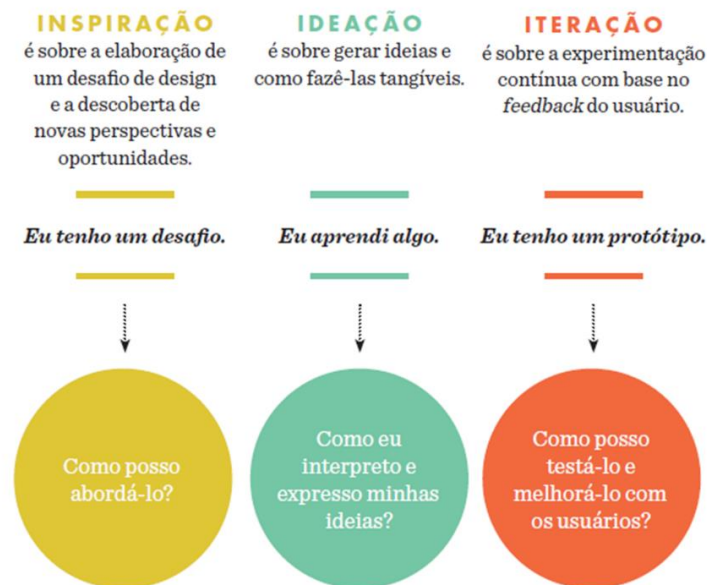 INSPIRAÇÃO
é sobre a elaboração de
um desafio de design
e a descoberta de
novas perspectivas e
oportunidades.
Eu tenho um desafio.
Como posso
abordá-lo?
IDEAÇÃO
é sobre gerar ideias e
como fazê-las tangíveis.
Eu aprendi algo.
Como eu
interpreto e
expresso minhas
ideias?
ITERAÇÃO
é sobre a experimentação
contínua com base no
feedback do usuário.
Eu tenho um protótipo.
Como posso
testá-lo e
melhorá-lo com
os usuários?